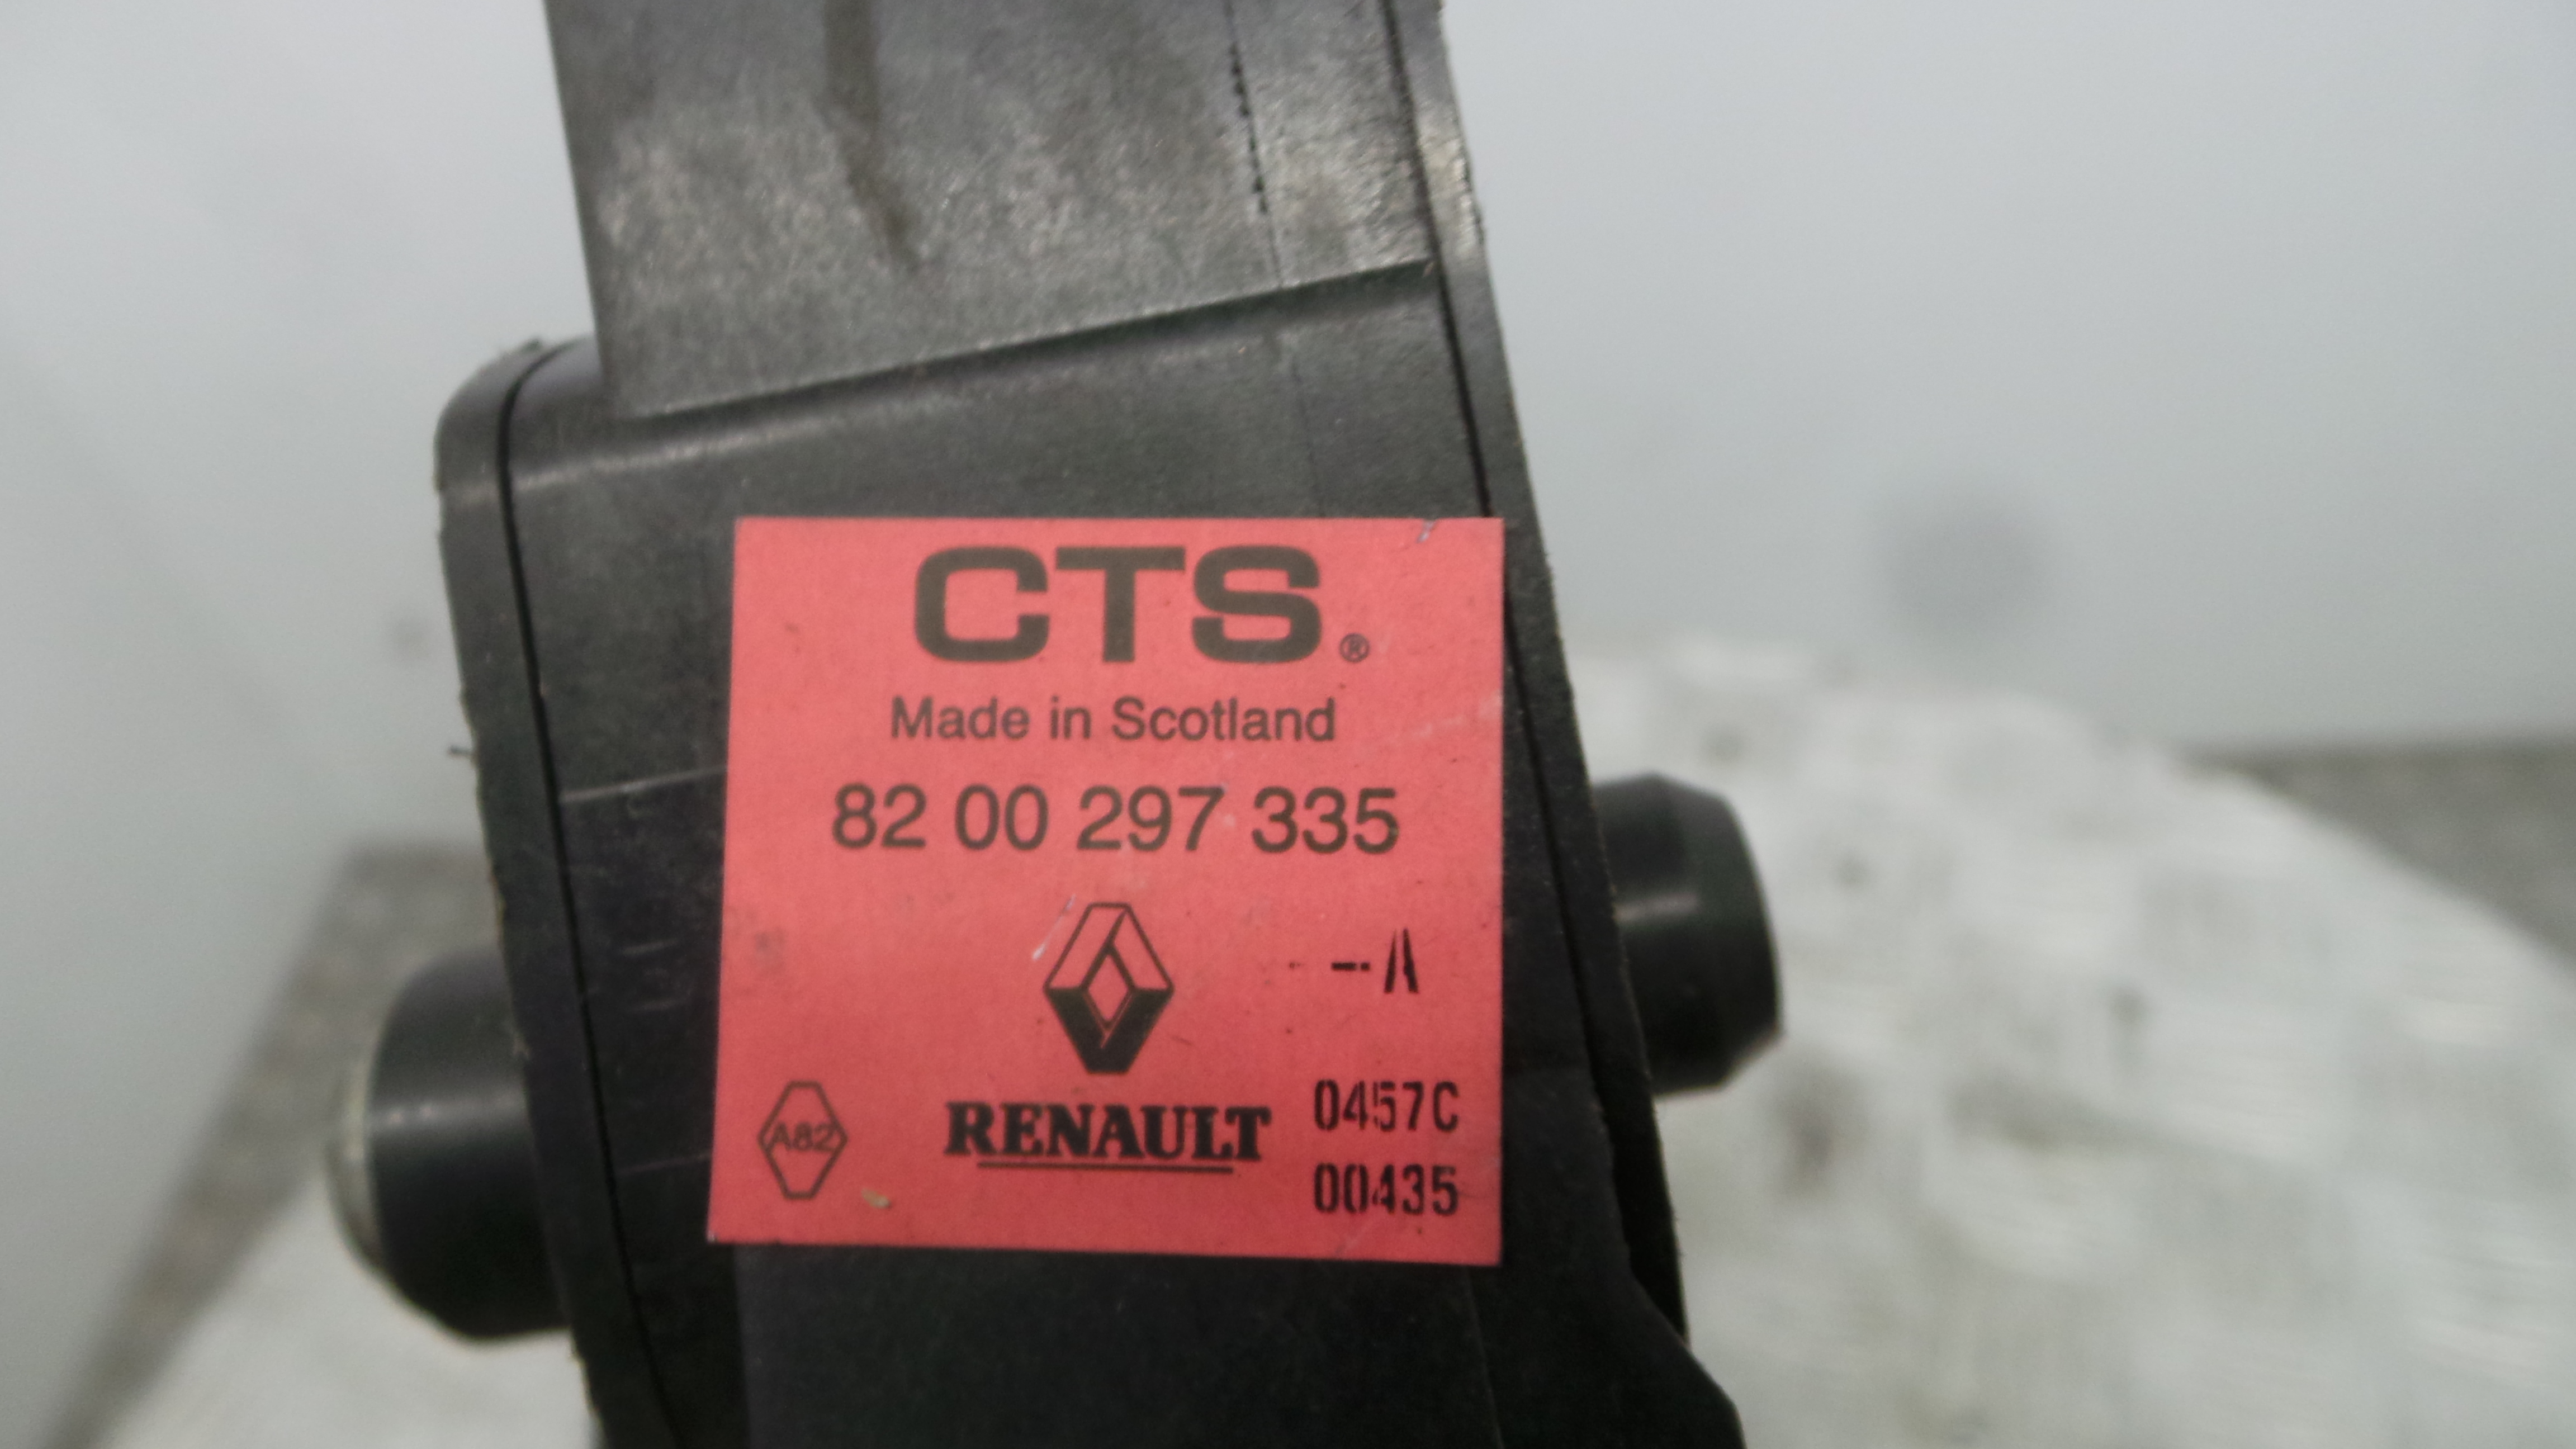 CTS®
Made in Scotland
82 00 297 335
--A
A82
RENAULT
0457C
00435